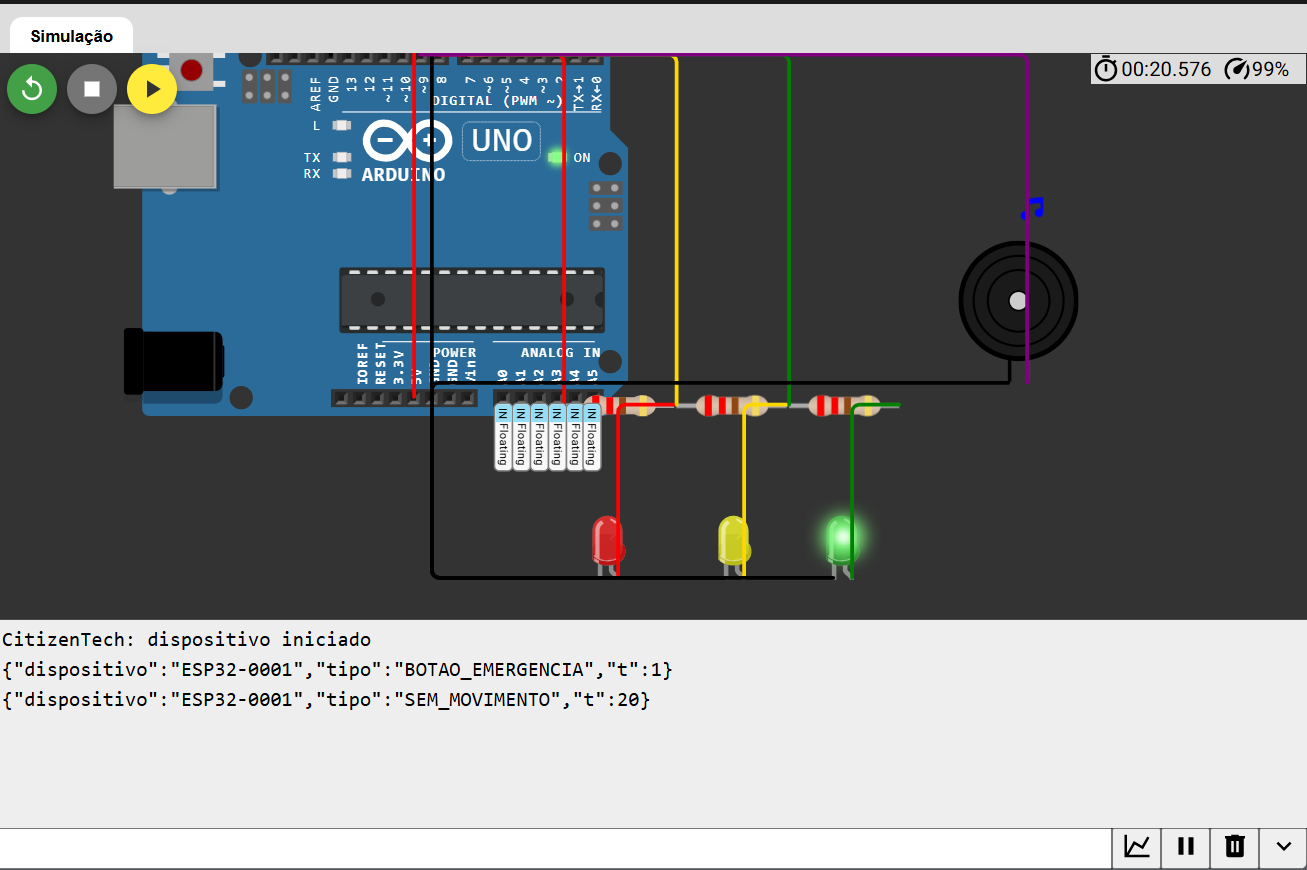 Simulação
00:20.576 99%
AREF GND 13 12 ~11 ~10 ~9 8 7 ~6 ~5 4 ~3 2 TX→1 RX←0
DIGITAL (PWM ~)
L
TX
RX
ARDUINO
UNO
ON
IOREF RESET 3.3V 5V GND GND Vin
POWER
ANALOG IN
A0 A1 A2 A3 A4 A5
IN Floating IN Floating IN Floating IN Floating IN Floating IN Floating
CitizenTech: dispositivo iniciado
{"dispositivo":"ESP32-0001","tipo":"BOTAO_EMERGENCIA","t":1}
{"dispositivo":"ESP32-0001","tipo":"SEM_MOVIMENTO","t":20}